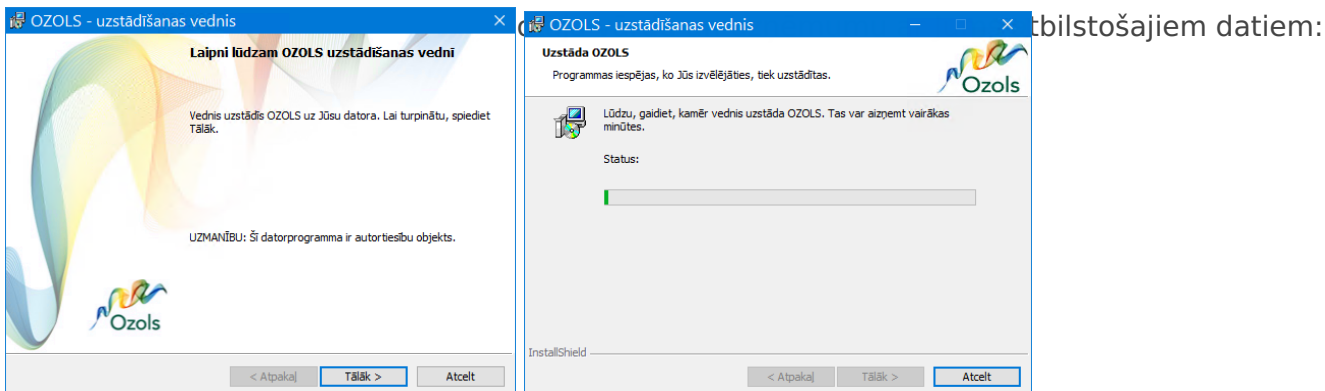 tbilstošajiem datiem:
OZOLS - uzstādīšanas vednis
Laipni lūdzam OZOLS uzstādīšanas vednī
Vednis uzstādīs OZOLS uz Jūsu datora. Lai turpinātu, spiediet
Tālāk.
UZMANĪBU: Šī datorprogramma ir autortiesību objekts.
Ozols
< Atpakaļ Tālāk > Atcelt
OZOLS - uzstādīšanas vednis
Uzstāda OZOLS
Programmas iespējas, ko Jūs izvēlējāties, tiek uzstādītas.
Ozols
Lūdzu, gaidiet, kamēr vednis uzstāda OZOLS. Tas var aizņemt vairākas
minūtes.
Status:
InstallShield
< Atpakaļ Tālāk > Atcelt